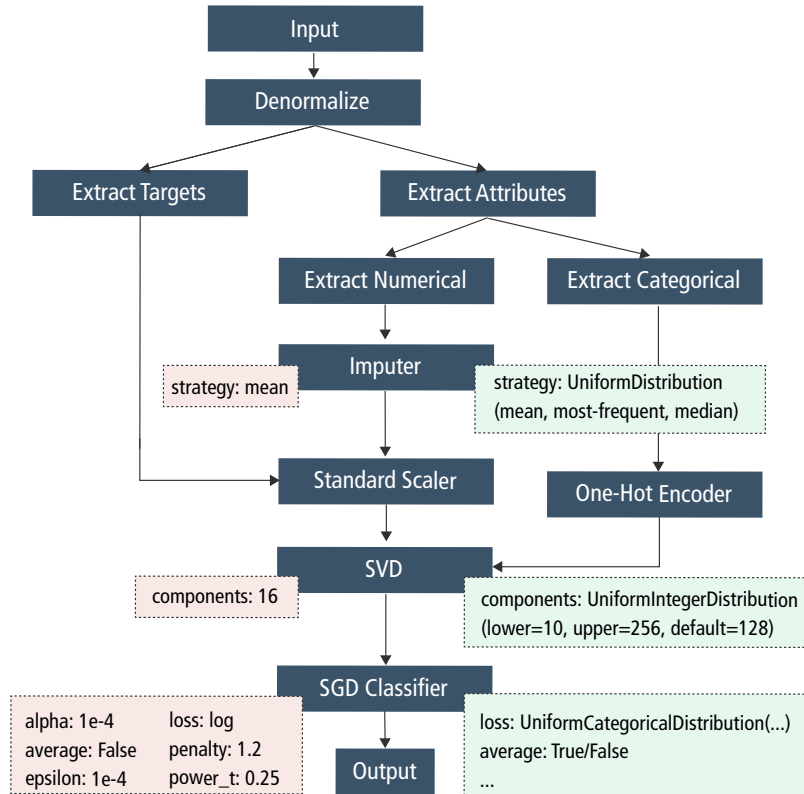 Input
Denormalize
Extract Targets
Extract Attributes
Extract Numerical
Extract Categorical
Imputer
strategy: mean
strategy: UniformDistribution
(mean, most-frequent, median)
Standard Scaler
One-Hot Encoder
SVD
components: 16
components: UniformIntegerDistribution
(lower=10, upper=256, default=128)
SGD Classifier
alpha: 1e-4 loss: log
average: False penalty: 1.2
epsilon: 1e-4 power_t: 0.25
loss: UniformCategoricalDistribution(...)
average: True/False
...
Output